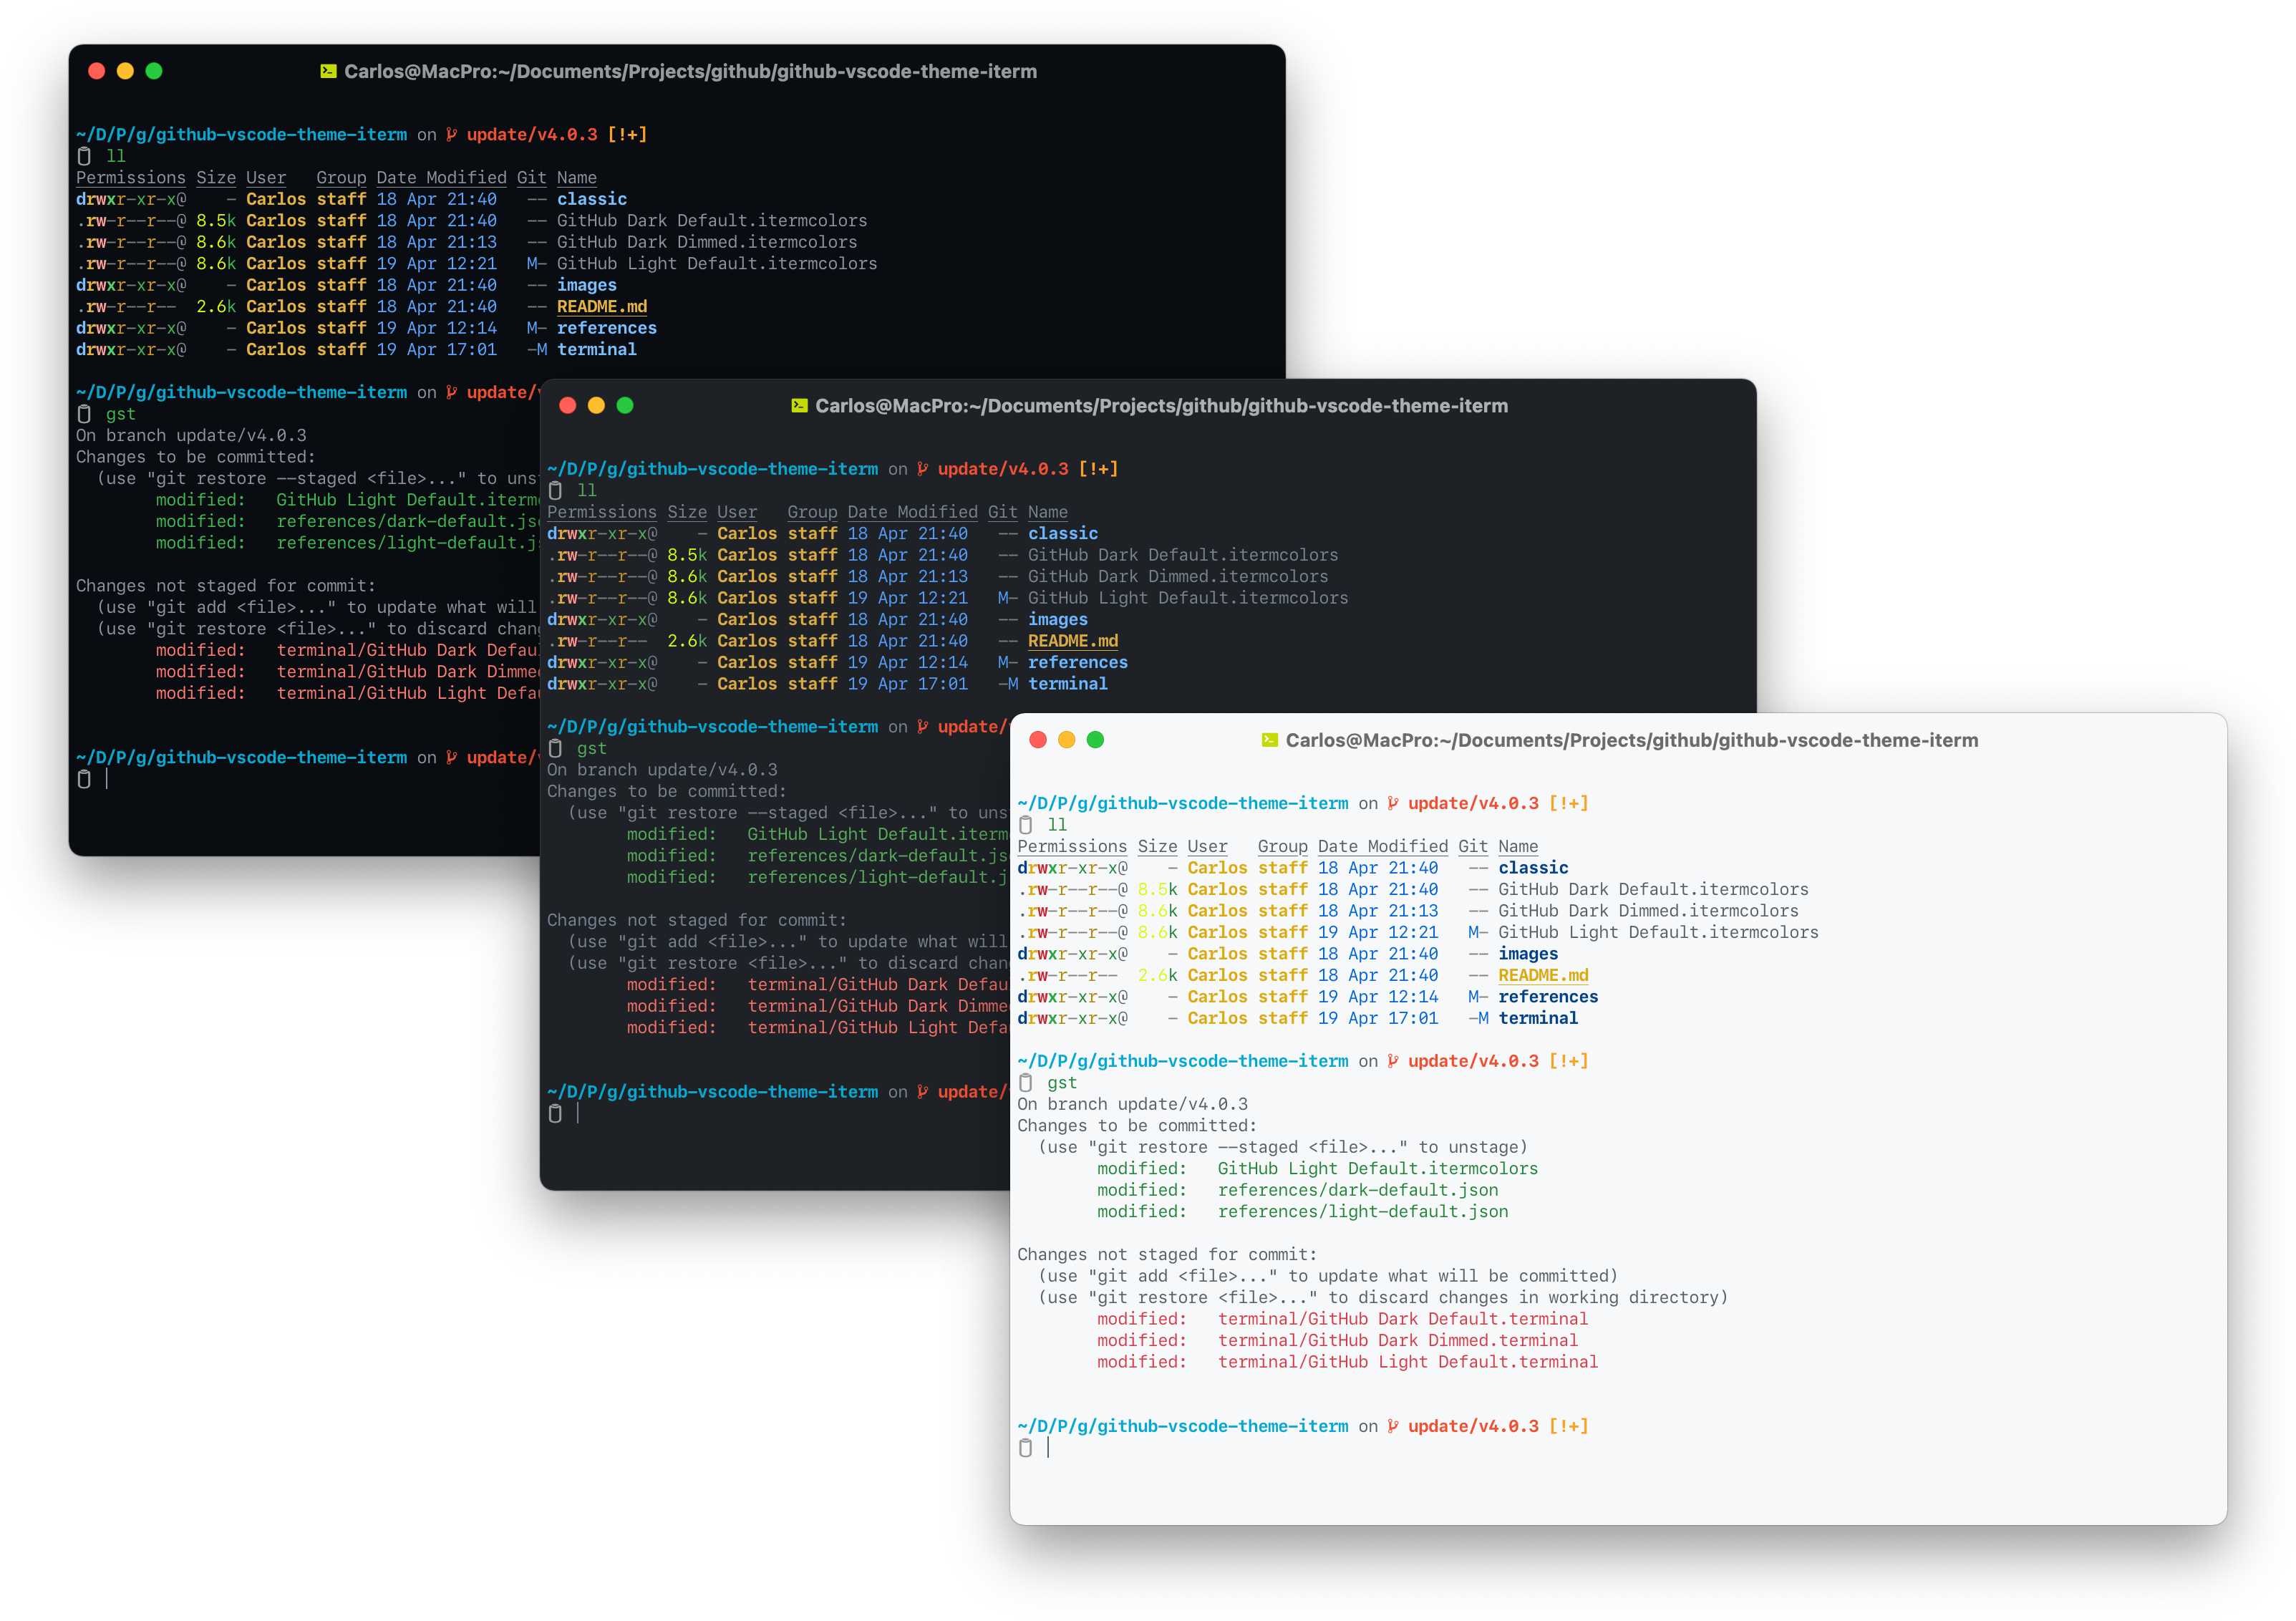 Carlos@MacPro:~/Documents/Projects/github/github-vscode-theme-iterm
~/D/P/g/github-vscode-theme-iterm on update/v4.0.3 [!+]
ll
Permissions Size User Group Date Modified Git Name
drwxr-xr-x@ - Carlos staff 18 Apr 21:40 -- classic
.rw-r--r--@ 8.5k Carlos staff 18 Apr 21:40 -- GitHub Dark Default.itermcolors
.rw-r--r--@ 8.6k Carlos staff 18 Apr 21:13 -- GitHub Dark Dimmed.itermcolors
.rw-r--r--@ 8.6k Carlos staff 19 Apr 12:21 M- GitHub Light Default.itermcolors
drwxr-xr-x@ - Carlos staff 18 Apr 21:40 -- images
.rw-r--r-- 2.6k Carlos staff 18 Apr 21:40 -- README.md
drwxr-xr-x@ - Carlos staff 19 Apr 12:14 M- references
drwxr-xr-x@ - Carlos staff 19 Apr 17:01 -M terminal
~/D/P/g/github-vscode-theme-iterm on update/
gst
On branch update/v4.0.3
Changes to be committed:
(use "git restore --staged <file>..." to uns
modified: GitHub Light Default.iterm
modified: references/dark-default.js
modified: references/light-default.j
Changes not staged for commit:
(use "git add <file>..." to update what will
(use "git restore <file>..." to discard chan
modified: terminal/GitHub Dark Defau
modified: terminal/GitHub Dark Dimme
modified: terminal/GitHub Light Defa
~/D/P/g/github-vscode-theme-iterm on update/
Carlos@MacPro:~/Documents/Projects/github/github-vscode-theme-iterm
~/D/P/g/github-vscode-theme-iterm on update/v4.0.3 [!+]
ll
Permissions Size User Group Date Modified Git Name
drwxr-xr-x@ - Carlos staff 18 Apr 21:40 -- classic
.rw-r--r--@ 8.5k Carlos staff 18 Apr 21:40 -- GitHub Dark Default.itermcolors
.rw-r--r--@ 8.6k Carlos staff 18 Apr 21:13 -- GitHub Dark Dimmed.itermcolors
.rw-r--r--@ 8.6k Carlos staff 19 Apr 12:21 M- GitHub Light Default.itermcolors
drwxr-xr-x@ - Carlos staff 18 Apr 21:40 -- images
.rw-r--r-- 2.6k Carlos staff 18 Apr 21:40 -- README.md
drwxr-xr-x@ - Carlos staff 19 Apr 12:14 M- references
drwxr-xr-x@ - Carlos staff 19 Apr 17:01 -M terminal
~/D/P/g/github-vscode-theme-iterm on update/
gst
On branch update/v4.0.3
Changes to be committed:
(use "git restore --staged <file>..." to uns
modified: GitHub Light Default.iterm
modified: references/dark-default.js
modified: references/light-default.j
Changes not staged for commit:
(use "git add <file>..." to update what will
(use "git restore <file>..." to discard chan
modified: terminal/GitHub Dark Defau
modified: terminal/GitHub Dark Dimme
modified: terminal/GitHub Light Defa
~/D/P/g/github-vscode-theme-iterm on update/
Carlos@MacPro:~/Documents/Projects/github/github-vscode-theme-iterm
~/D/P/g/github-vscode-theme-iterm on update/v4.0.3 [!+]
ll
Permissions Size User Group Date Modified Git Name
drwxr-xr-x@ - Carlos staff 18 Apr 21:40 -- classic
.rw-r--r--@ 8.5k Carlos staff 18 Apr 21:40 -- GitHub Dark Default.itermcolors
.rw-r--r--@ 8.6k Carlos staff 18 Apr 21:13 -- GitHub Dark Dimmed.itermcolors
.rw-r--r--@ 8.6k Carlos staff 19 Apr 12:21 M- GitHub Light Default.itermcolors
drwxr-xr-x@ - Carlos staff 18 Apr 21:40 -- images
.rw-r--r-- 2.6k Carlos staff 18 Apr 21:40 -- README.md
drwxr-xr-x@ - Carlos staff 19 Apr 12:14 M- references
drwxr-xr-x@ - Carlos staff 19 Apr 17:01 -M terminal
~/D/P/g/github-vscode-theme-iterm on update/v4.0.3 [!+]
gst
On branch update/v4.0.3
Changes to be committed:
(use "git restore --staged <file>..." to unstage)
modified: GitHub Light Default.itermcolors
modified: references/dark-default.json
modified: references/light-default.json
Changes not staged for commit:
(use "git add <file>..." to update what will be committed)
(use "git restore <file>..." to discard changes in working directory)
modified: terminal/GitHub Dark Default.terminal
modified: terminal/GitHub Dark Dimmed.terminal
modified: terminal/GitHub Light Default.terminal
~/D/P/g/github-vscode-theme-iterm on update/v4.0.3 [!+]